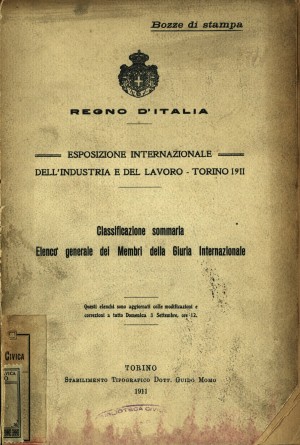 Bozze di stampa
REGNO D'ITALIA
ESPOSIZIONE INTERNAZIONALE
DELL'INDUSTRIA E DEL LAVORO - TORINO 1911
Classificazione sommaria
Elenco generale dei Membri della Giuria Internazionale
Questi elenchi sono aggiornati colle modificazioni e
correzioni a tutta Domenica 3 Settembre, ore 12.
TORINO
STABILIMENTO TIPOGRAFICO DOTT. GUIDO MOMO
1911
CIVICA